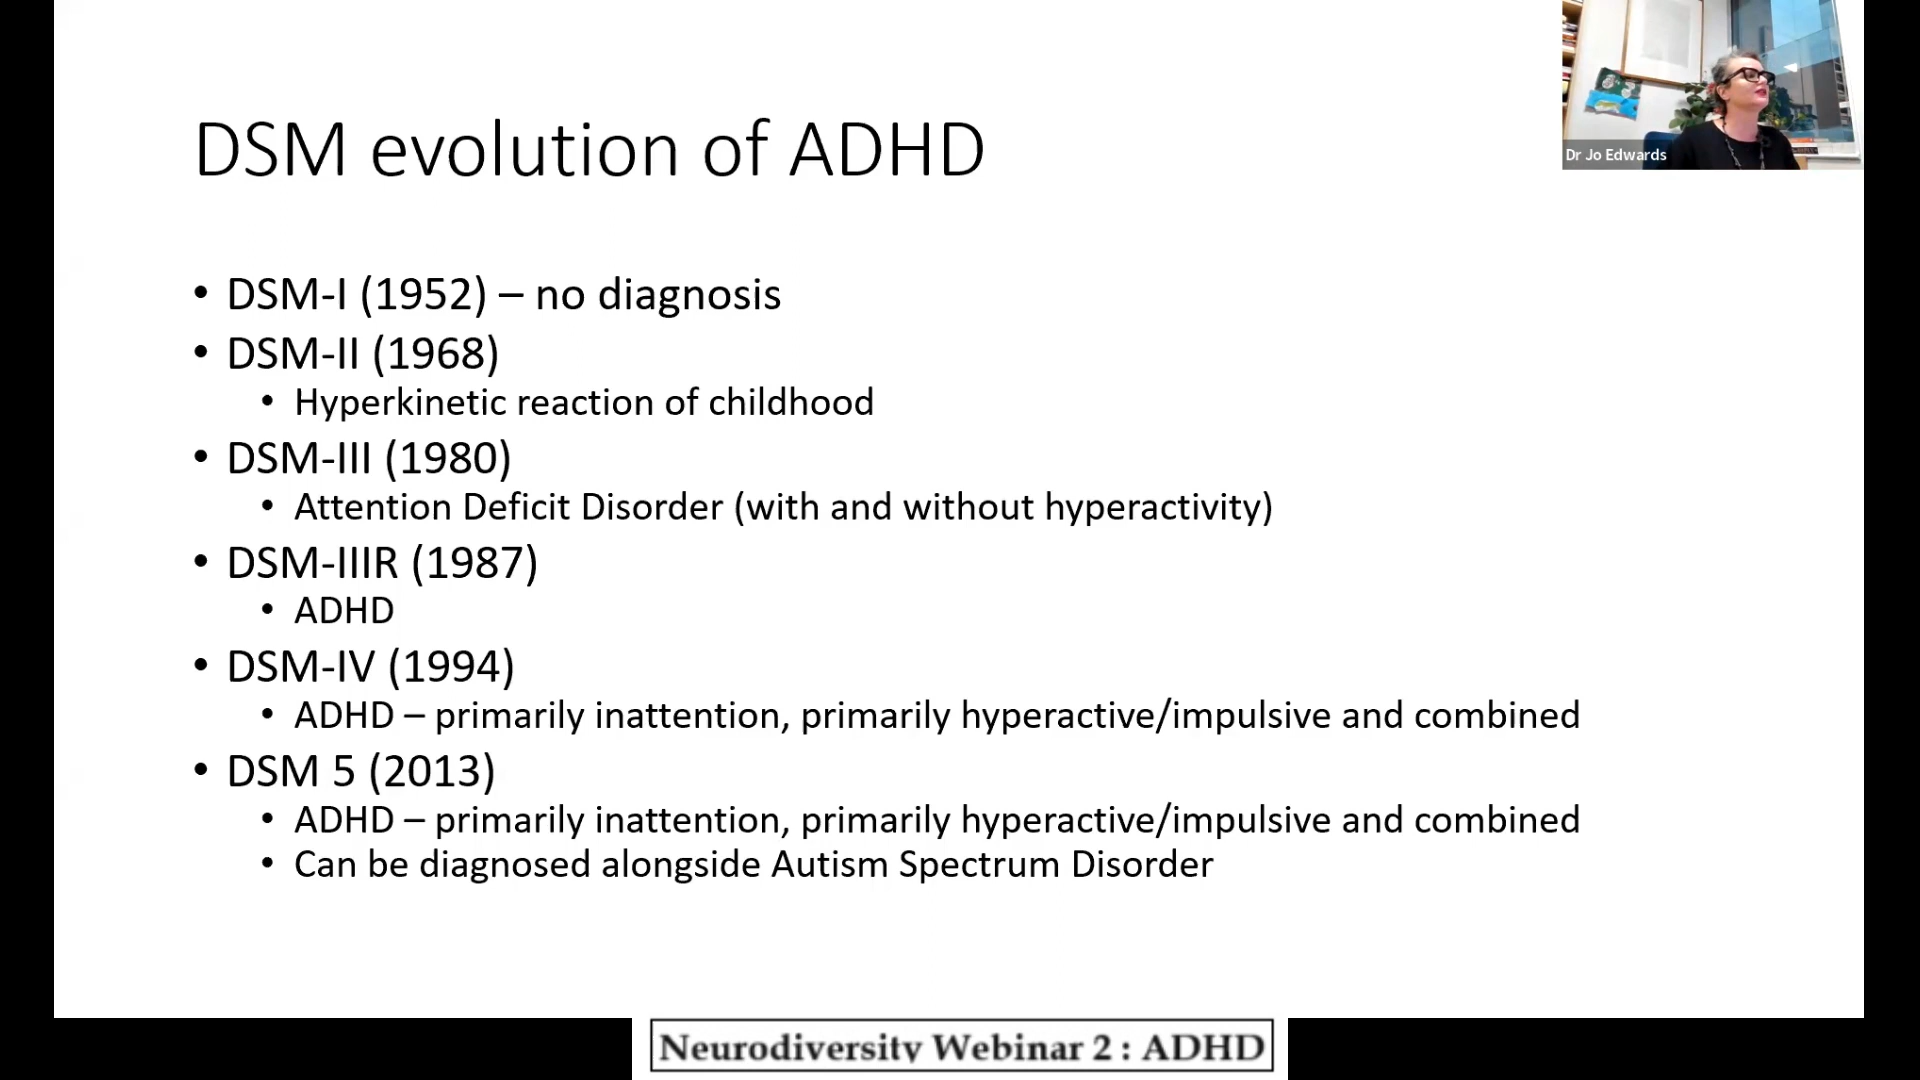 DSM evolution of ADHD
Dr Jo Edwards
• DSM-I (1952) – no diagnosis
• DSM-II (1968)
• Hyperkinetic reaction of childhood
• DSM-III (1980)
• Attention Deficit Disorder (with and without hyperactivity)
• DSM-IIIR (1987)
• ADHD
• DSM-IV (1994)
• ADHD – primarily inattention, primarily hyperactive/impulsive and combined
• DSM 5 (2013)
• ADHD – primarily inattention, primarily hyperactive/impulsive and combined
• Can be diagnosed alongside Autism Spectrum Disorder
Neurodiversity Webinar 2 : ADHD